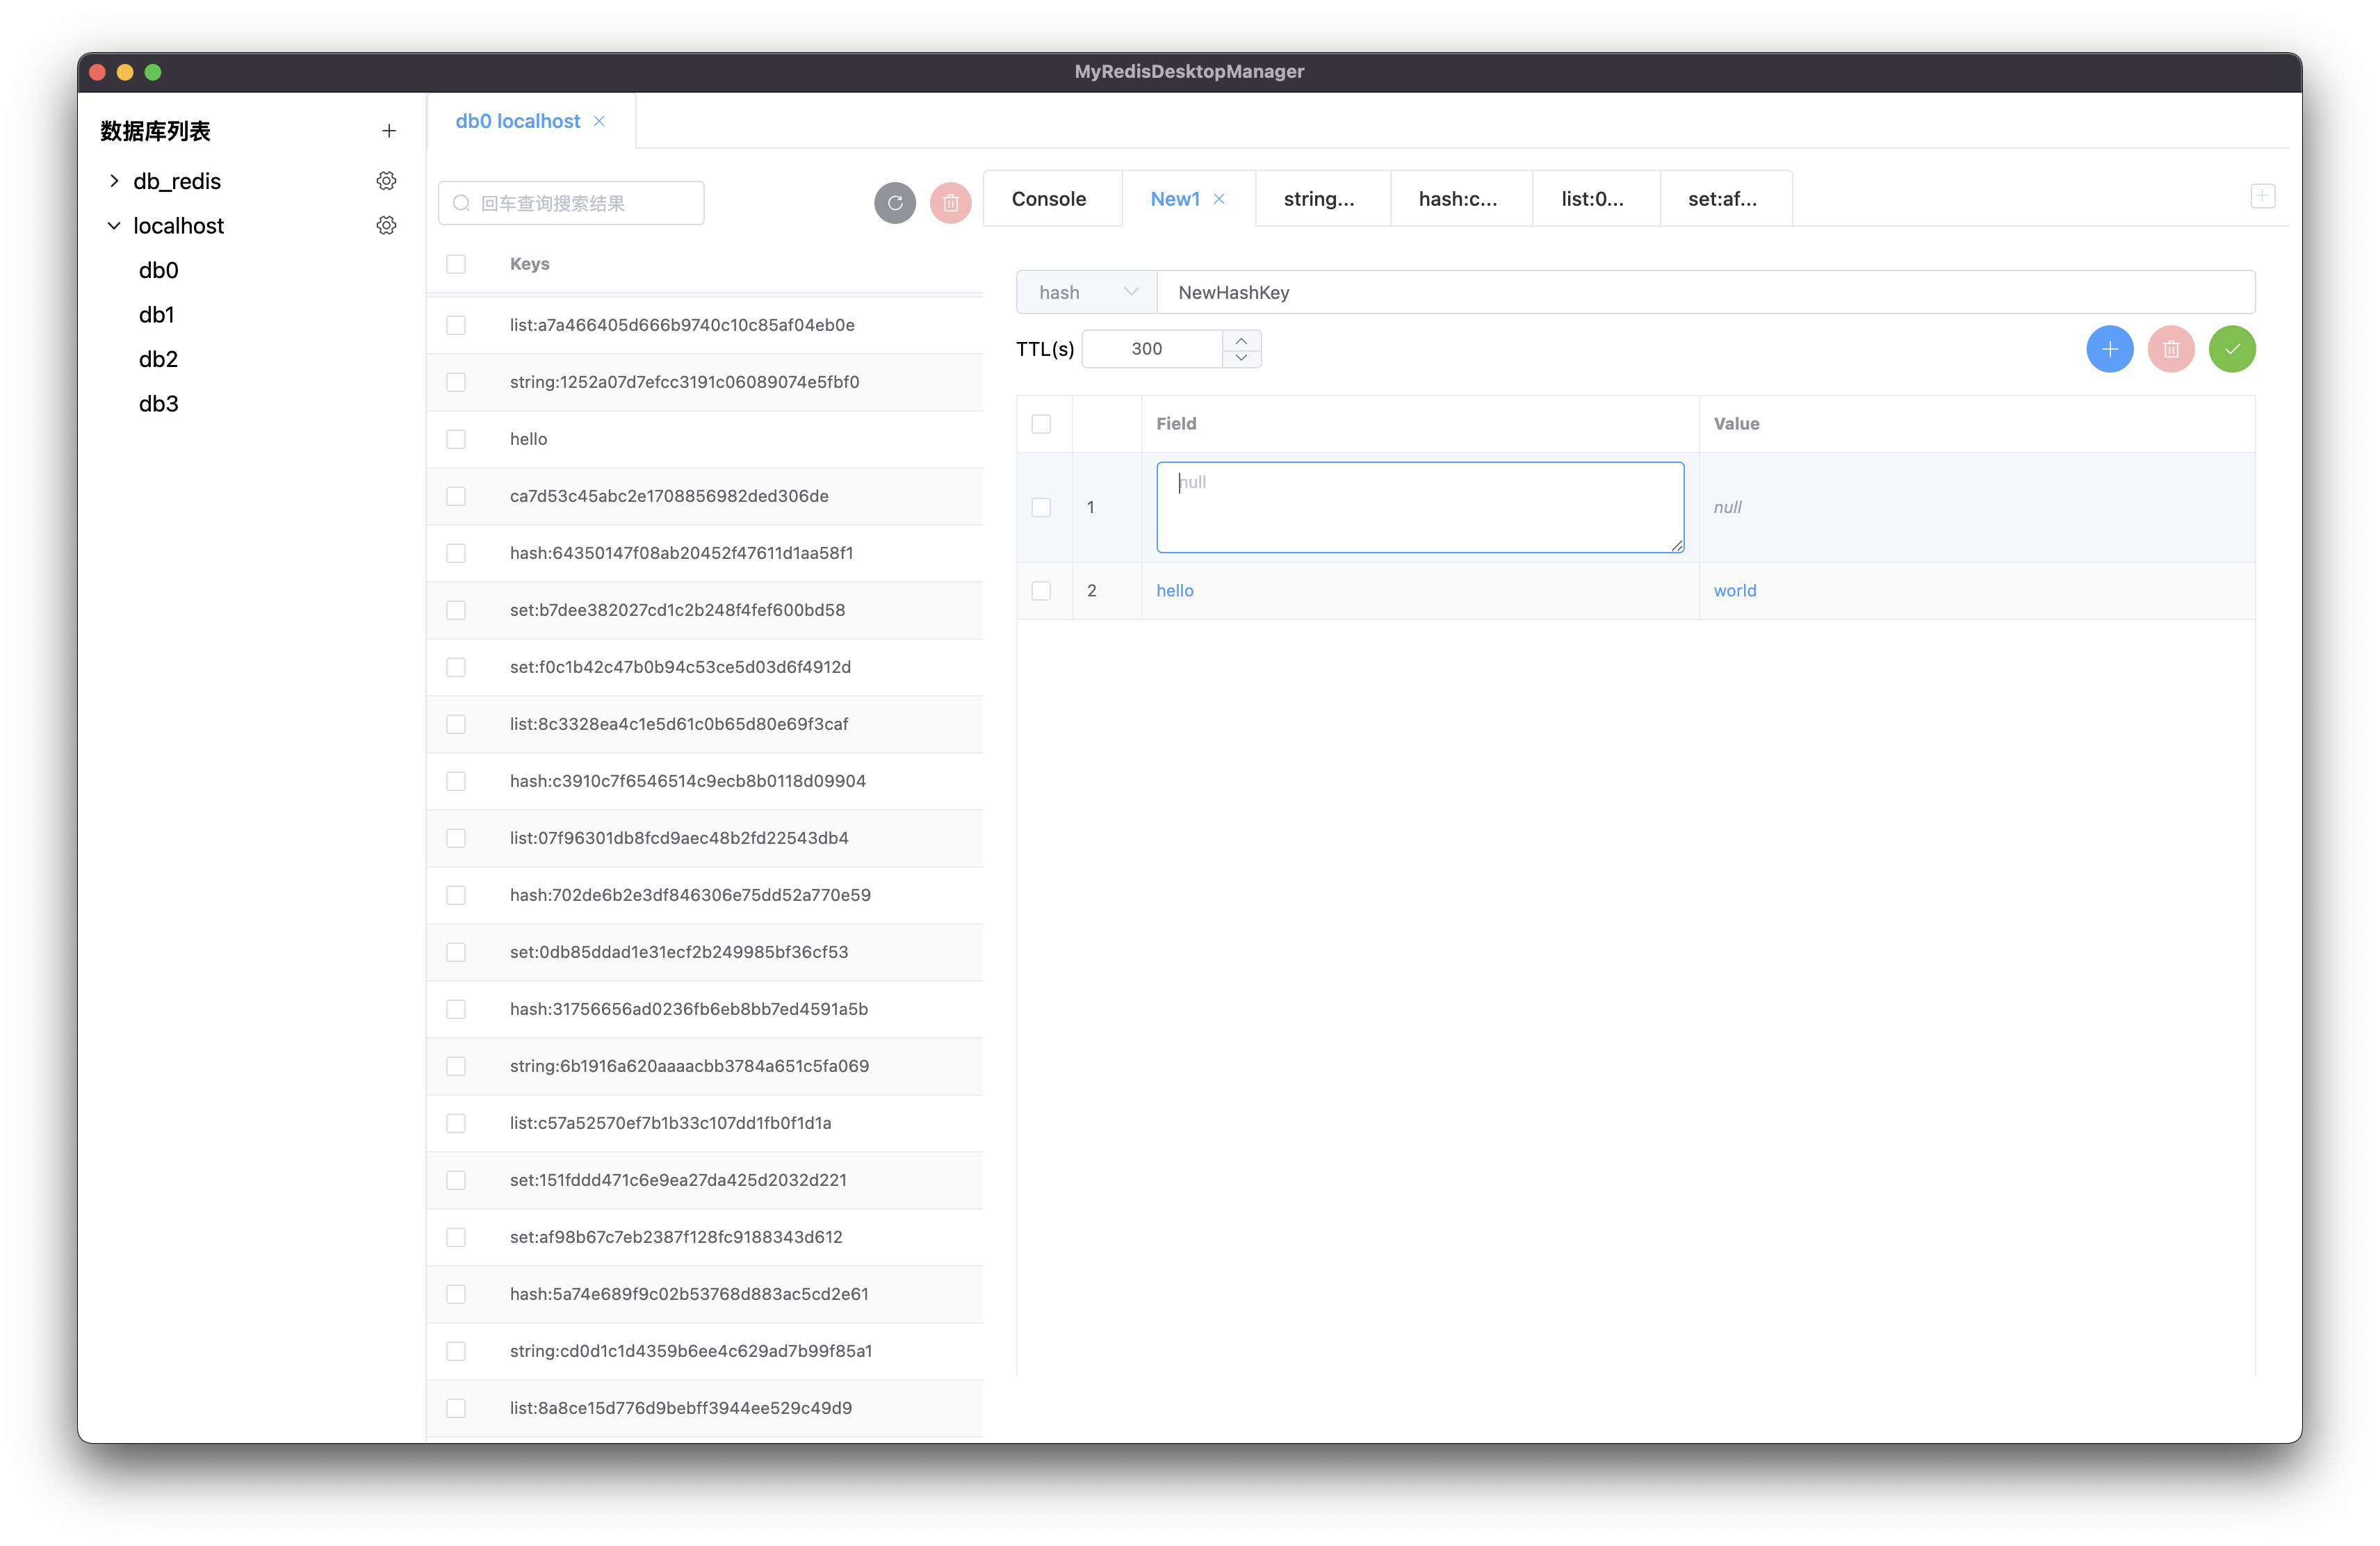 MyRedisDesktopManager
数据库列表
db_redis
localhost
db0
db1
db2
db3
db0 localhost
回车查询搜索结果
Keys
list:a7a466405d666b9740c10c85af04eb0e
string:1252a07d7efcc3191c06089074e5fbf0
hello
ca7d53c45abc2e1708856982ded306de
hash:64350147f08ab20452f47611d1aa58f1
set:b7dee382027cd1c2b248f4fef600bd58
set:f0c1b42c47b0b94c53ce5d03d6f4912d
list:8c3328ea4c1e5d61c0b65d80e69f3caf
hash:c3910c7f6546514c9ecb8b0118d09904
list:07f96301db8fcd9aec48b2fd22543db4
hash:702de6b2e3df846306e75dd52a770e59
set:0db85ddad1e31ecf2b249985bf36cf53
hash:31756656ad0236fb6eb8bb7ed4591a5b
string:6b1916a620aaaacbb3784a651c5fa069
list:c57a52570ef7b1b33c107dd1fb0f1d1a
set:151fddd471c6e9ea27da425d2032d221
set:af98b67c7eb2387f128fc9188343d612
hash:5a74e689f9c02b53768d883ac5cd2e61
string:cd0d1c1d4359b6ee4c629ad7b99f85a1
list:8a8ce15d776d9bebff3944ee529c49d9
Console New1 string... hash:c... list:0... set:af...
hash NewHashKey
TTL(s) 300
Field Value
1 null null
2 hello world